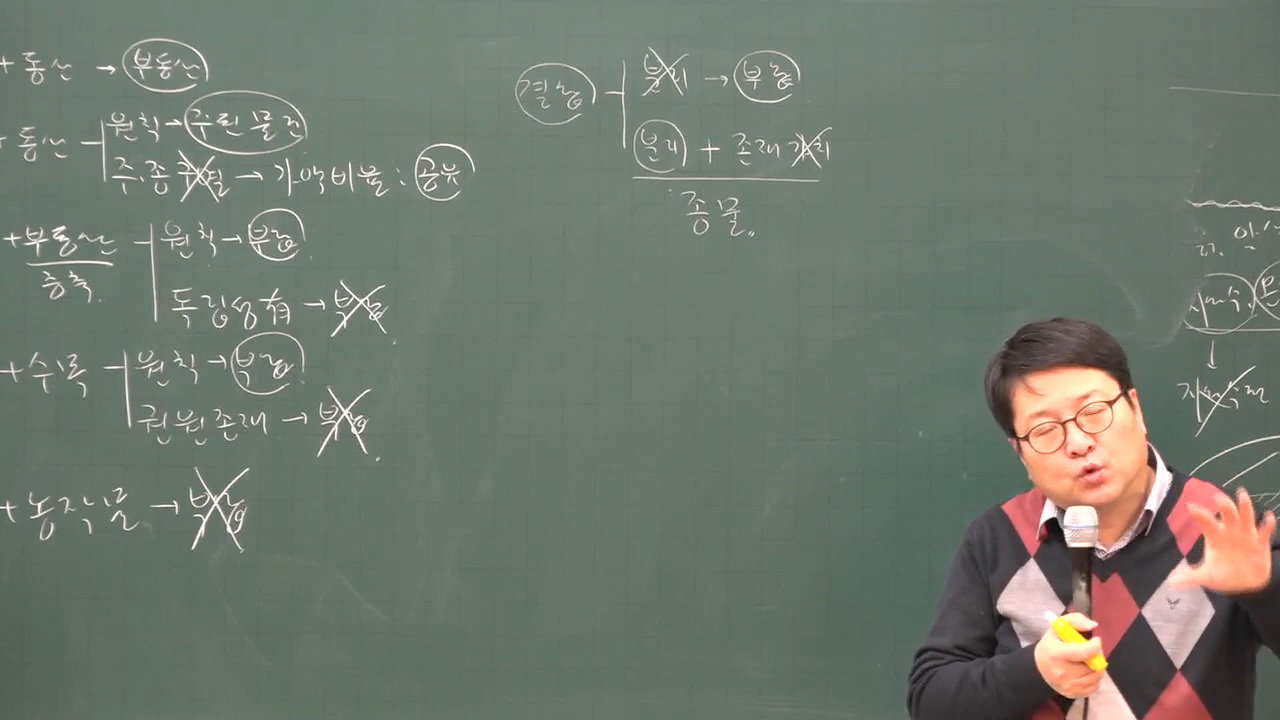 + 동산 → 부동산
+ 동산 원칙 → 주된 물건
주·종 구별 → 가액비율 : 공유
+ 부동산 원칙 → 부합.
증축.
독립성 有 → 부합.
+ 수목 원칙 → 부합.
권원존재 → 부합.
+ 농작물 → 부합
결합
분리 → 부합
분리 + 존재가치
종물.